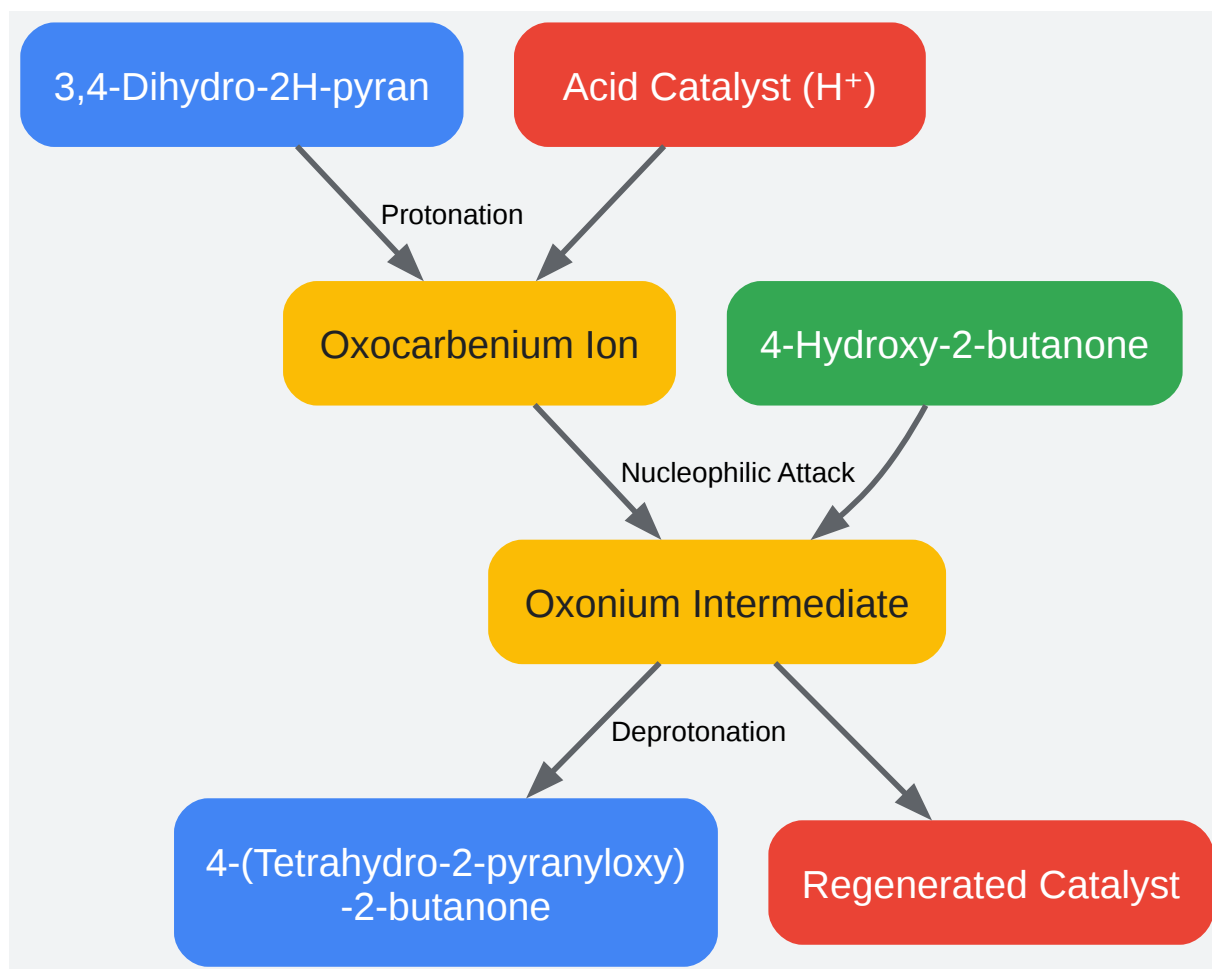 3,4-Dihydro-2H-pyran
Acid Catalyst (H⁺)
Protonation
Oxocarbenium Ion
4-Hydroxy-2-butanone
Nucleophilic Attack
Oxonium Intermediate
Deprotonation
4-(Tetrahydro-2-pyranyloxy)
-2-butanone
Regenerated Catalyst